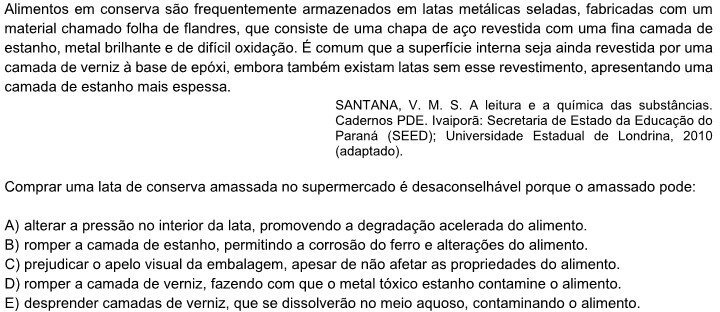 Alimentos em conserva são frequentemente armazenados em latas metálicas seladas, fabricadas com um
material chamado folha de flandres, que consiste de uma chapa de aço revestida com uma fina camada de
estanho, metal brilhante e de difícil oxidação. É comum que a superfície interna seja ainda revestida por uma
camada de verniz à base de epóxi, embora também existam latas sem esse revestimento, apresentando uma
camada de estanho mais espessa.
SANTANA, V. M. S. A leitura e a química das substâncias.
Cadernos PDE. Ivaiporã: Secretaria de Estado da Educação do
Paraná (SEED); Universidade Estadual de Londrina, 2010
(adaptado).
Comprar uma lata de conserva amassada no supermercado é desaconselhável porque o amassado pode:
A) alterar a pressão no interior da lata, promovendo a degradação acelerada do alimento.
B) romper a camada de estanho, permitindo a corrosão do ferro e alterações do alimento.
C) prejudicar o apelo visual da embalagem, apesar de não afetar as propriedades do alimento.
D) romper a camada de verniz, fazendo com que o metal tóxico estanho contamine o alimento.
E) desprender camadas de verniz, que se dissolverão no meio aquoso, contaminando o alimento.